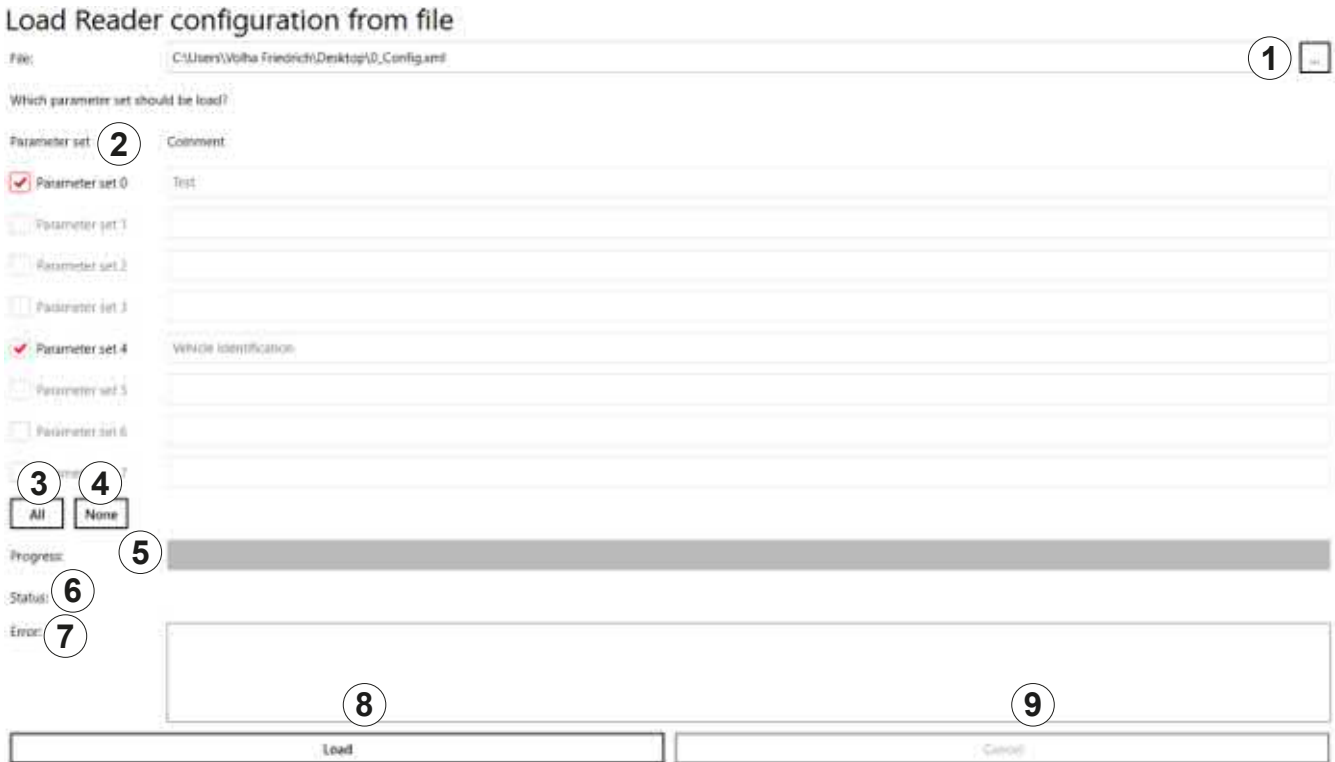 Load Reader configuration from file
File: C:\Users\Volha Friedrich\Desktop\0_Config.xml 1 ...
Which parameter set should be load?
Parameter set 2 Comment
Parameter set 0 Test
Parameter set 1
Parameter set 2
Parameter set 3
Parameter set 4 Vehicle Identification
Parameter set 5
Parameter set 6
7
3 4
All None
Progress: 5
Status: 6
Error: 7
8 9
Load Cancel